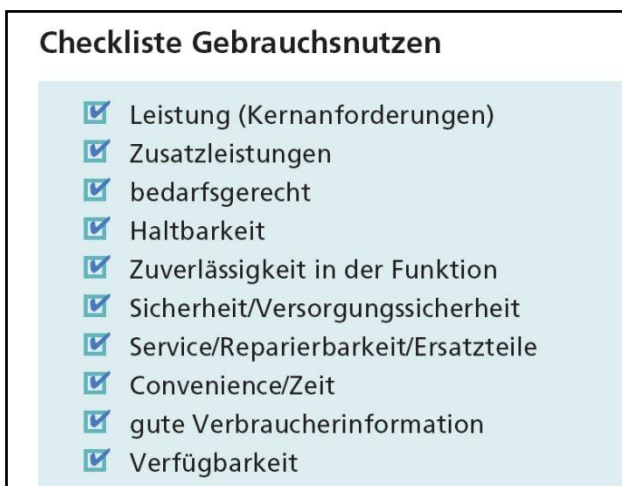 Checkliste Gebrauchsnutzen
Leistung (Kernanforderungen)
Zusatzleistungen
bedarfsgerecht
Haltbarkeit
Zuverlässigkeit in der Funktion
Sicherheit/Versorgungssicherheit
Service/Reparierbarkeit/Ersatzteile
Convenience/Zeit
gute Verbraucherinformation
Verfügbarkeit